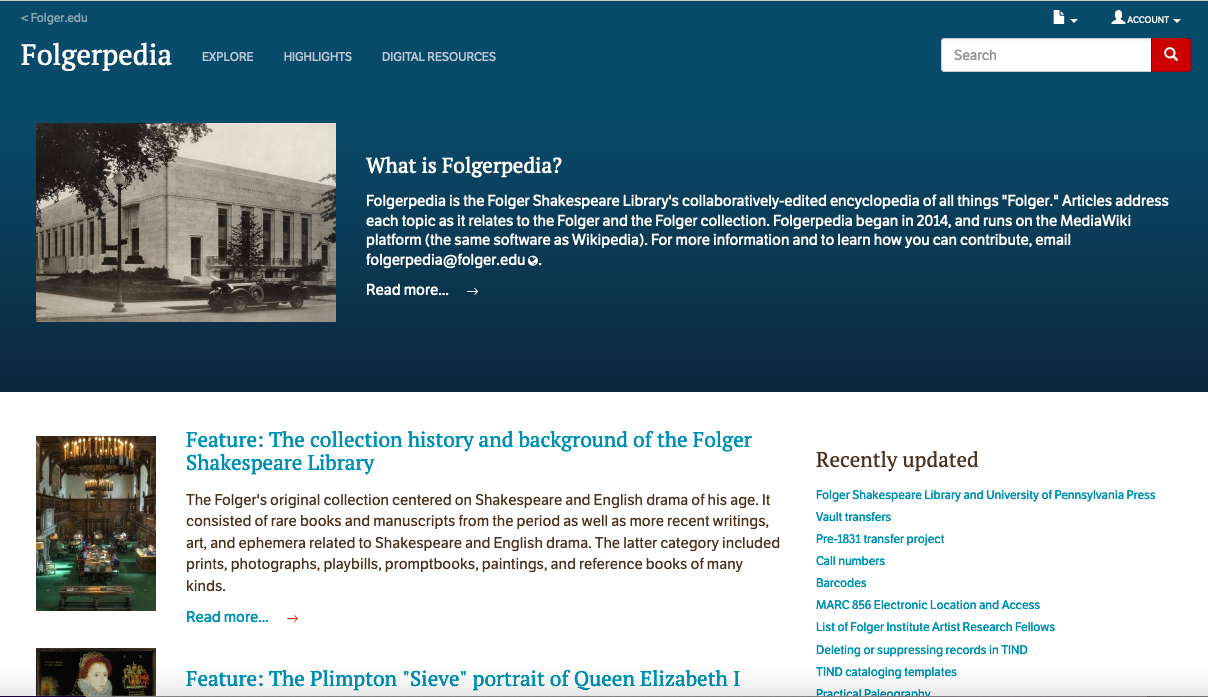 < Folger.edu
ACCOUNT
Folgerpedia
EXPLORE
HIGHLIGHTS
DIGITAL RESOURCES
Search
What is Folgerpedia?
Folgerpedia is the Folger Shakespeare Library's collaboratively-edited encyclopedia of all things "Folger." Articles address
each topic as it relates to the Folger and the Folger collection. Folgerpedia began in 2014, and runs on the MediaWiki
platform (the same software as Wikipedia). For more information and to learn how you can contribute, email
folgerpedia@folger.edu.
Read more... →
Feature: The collection history and background of the Folger
Shakespeare Library
The Folger's original collection centered on Shakespeare and English drama of his age. It
consisted of rare books and manuscripts from the period as well as more recent writings,
art, and ephemera related to Shakespeare and English drama. The latter category included
prints, photographs, playbills, promptbooks, paintings, and reference books of many
kinds.
Read more... →
Feature: The Plimpton "Sieve" portrait of Queen Elizabeth I
Recently updated
Folger Shakespeare Library and University of Pennsylvania Press
Vault transfers
Pre-1831 transfer project
Call numbers
Barcodes
MARC 856 Electronic Location and Access
List of Folger Institute Artist Research Fellows
Deleting or suppressing records in TIND
TIND cataloging templates
Practical Paleography